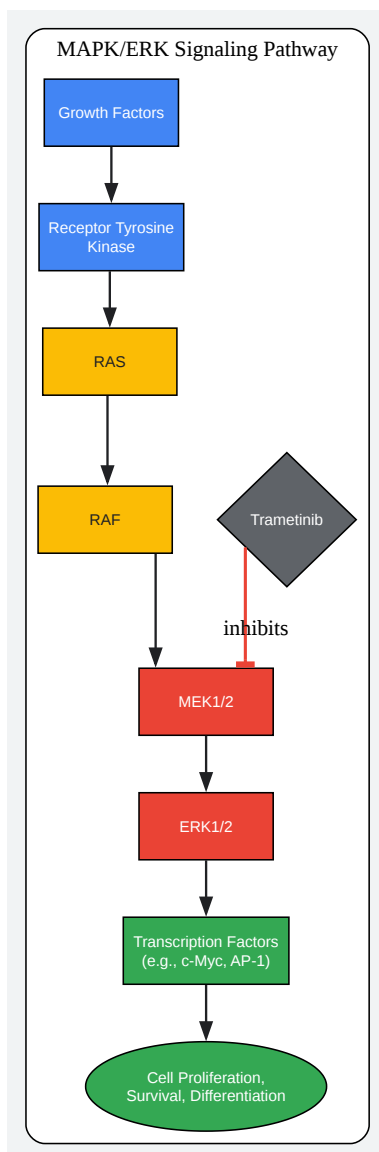 MAPK/ERK Signaling Pathway
Growth Factors
Receptor Tyrosine
Kinase
RAS
RAF
Trametinib
inhibits
MEK1/2
ERK1/2
Transcription Factors
(e.g., c-Myc, AP-1)
Cell Proliferation,
Survival, Differentiation